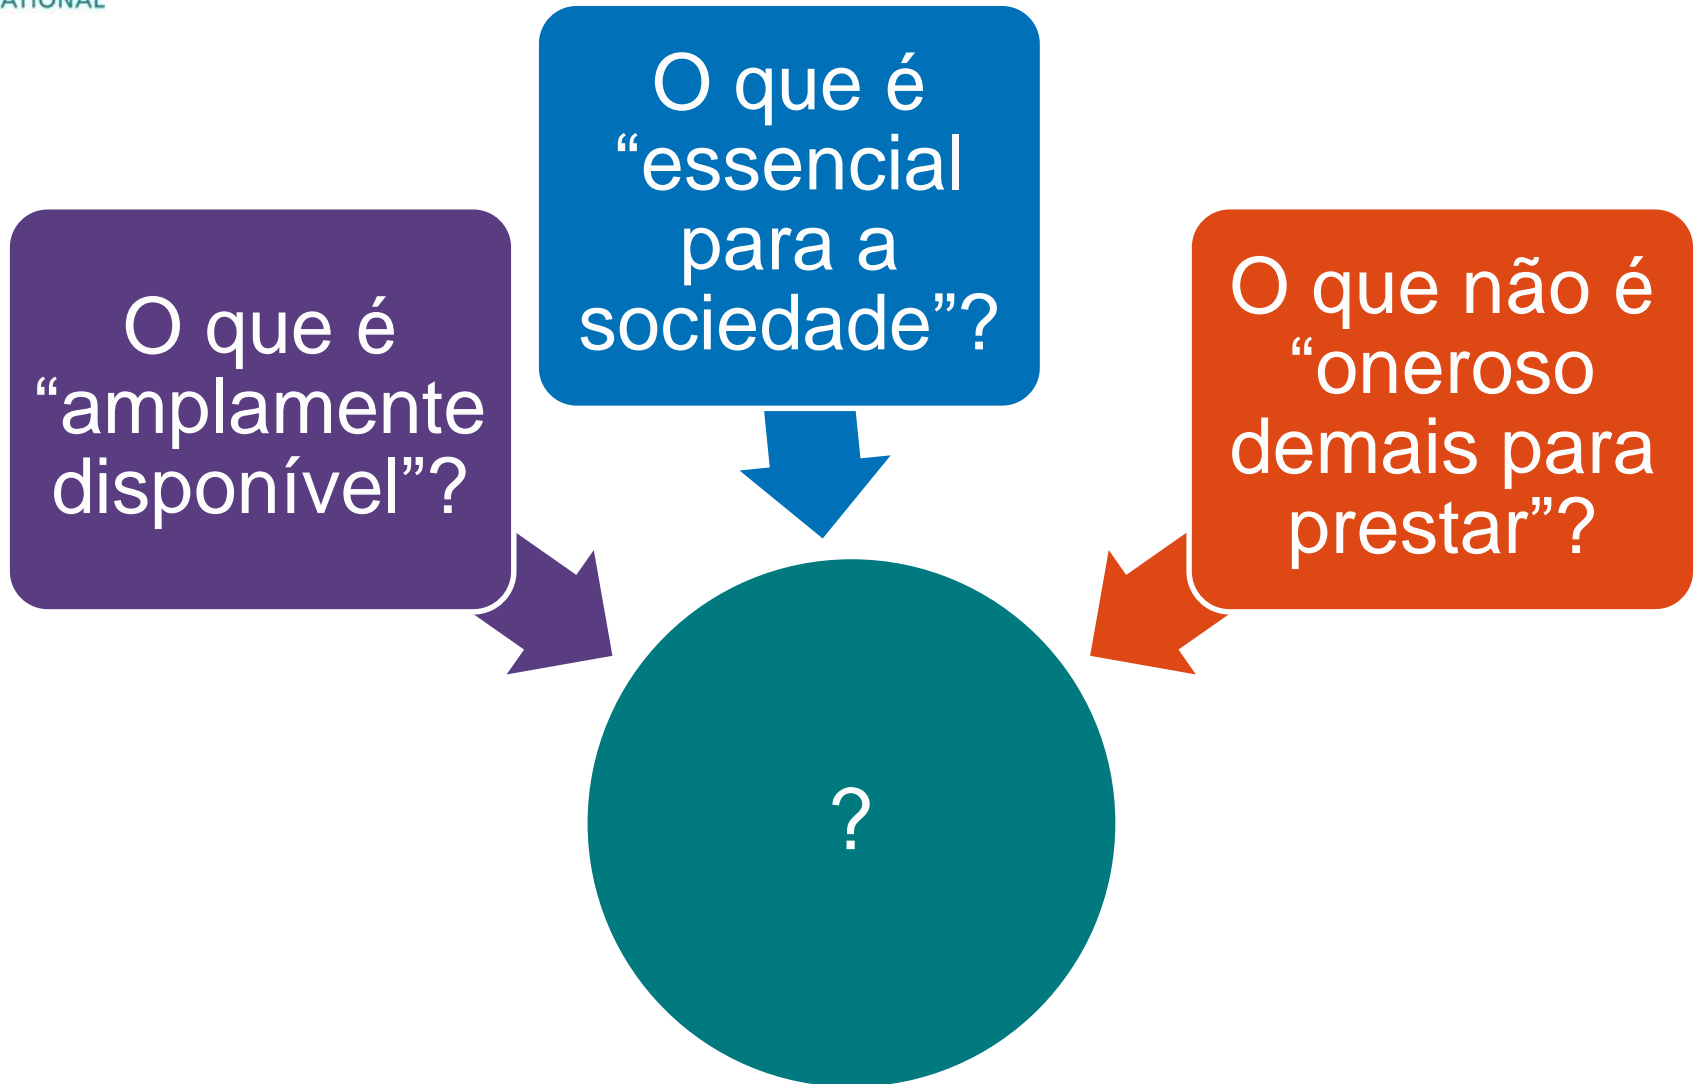 O que é
“amplamente
disponível”?
O que é
“essencial
para a
sociedade”?
O que não é
“oneroso
demais para
prestar”?
?